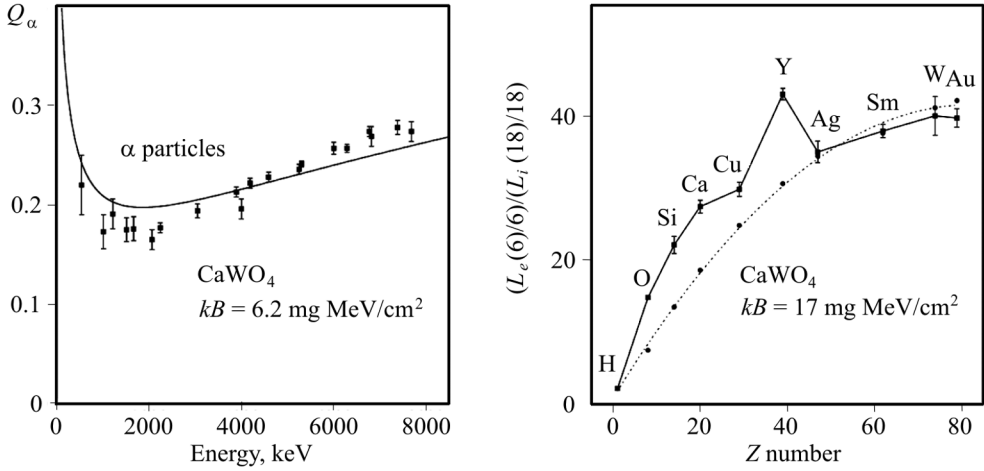 Qα
0.3
0.2
0.1
0
α particles
CaWO4
kB = 6.2 mg MeV/cm²
0 2000 4000 6000 8000
Energy, keV
(Le(6)/6)/(Li (18)/18)
40
20
0
H
O
Si
Ca
Cu
Y
Ag
Sm
W Au
CaWO4
kB = 17 mg MeV/cm²
0 20 40 60 80
Z number